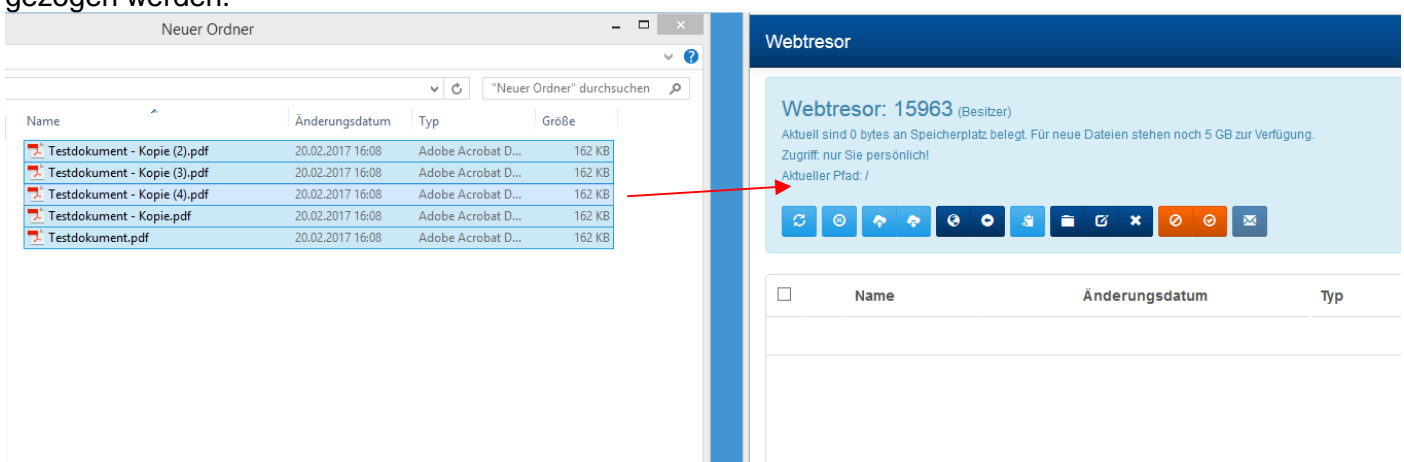 gezogen werden.
Neuer Ordner
"Neuer Ordner" durchsuchen
Name Änderungsdatum Typ Größe
Testdokument - Kopie (2).pdf 20.02.2017 16:08 Adobe Acrobat D... 162 KB
Testdokument - Kopie (3).pdf 20.02.2017 16:08 Adobe Acrobat D... 162 KB
Testdokument - Kopie (4).pdf 20.02.2017 16:08 Adobe Acrobat D... 162 KB
Testdokument - Kopie.pdf 20.02.2017 16:08 Adobe Acrobat D... 162 KB
Testdokument.pdf 20.02.2017 16:08 Adobe Acrobat D... 162 KB
Webtresor
Webtresor: 15963 (Besitzer)
Aktuell sind 0 bytes an Speicherplatz belegt. Für neue Dateien stehen noch 5 GB zur Verfügung.
Zugriff: nur Sie persönlich!
Aktueller Pfad: /
Name Änderungsdatum Typ